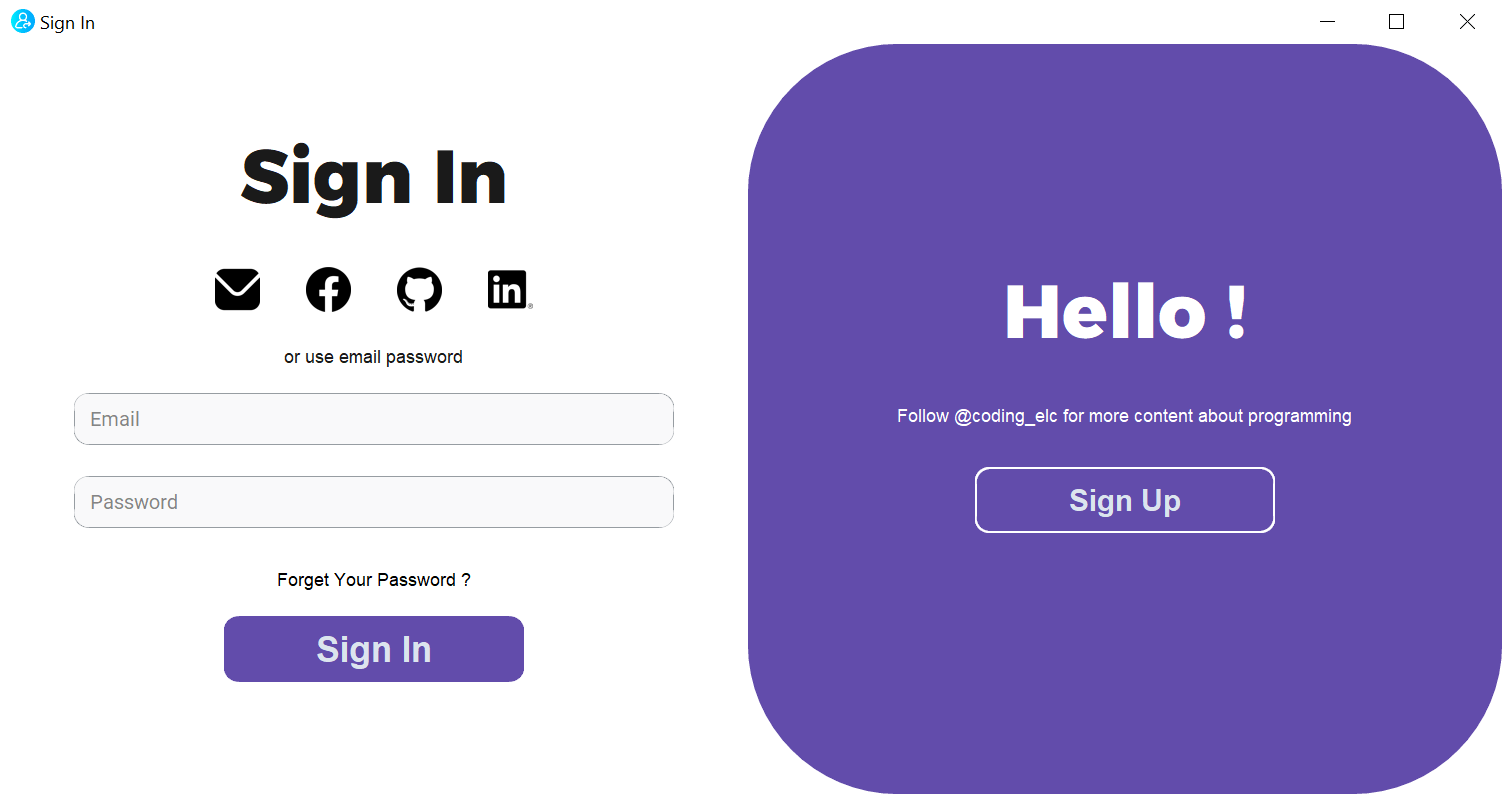 Sign In
Sign In
in
or use email password
Email
Password
Forget Your Password ?
Sign In
Hello !
Follow @coding_elc for more content about programming
Sign Up